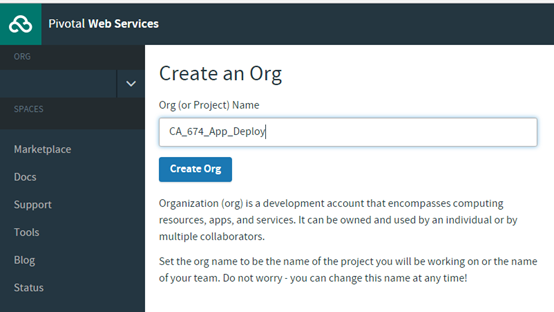 Pivotal Web Services
ORG
SPACES
Marketplace
Docs
Support
Tools
Blog
Status
Create an Org
Org (or Project) Name
CA_674_App_Deploy
Create Org
Organization (org) is a development account that encompasses computing
resources, apps, and services. It can be owned and used by an individual or by
multiple collaborators.
Set the org name to be the name of the project you will be working on or the name
of your team. Do not worry - you can change this name at any time!